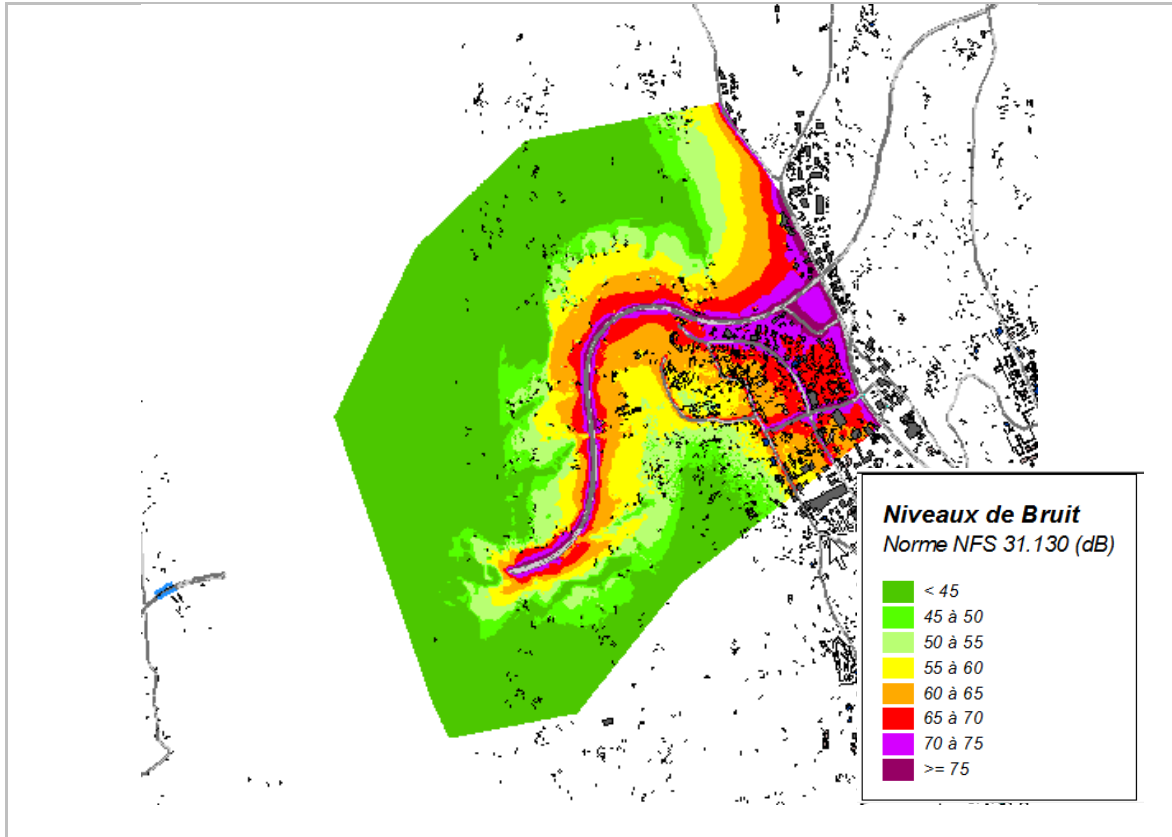 Niveaux de Bruit
Norme NFS 31.130 (dB)
< 45
45 à 50
50 à 55
55 à 60
60 à 65
65 à 70
70 à 75
>= 75